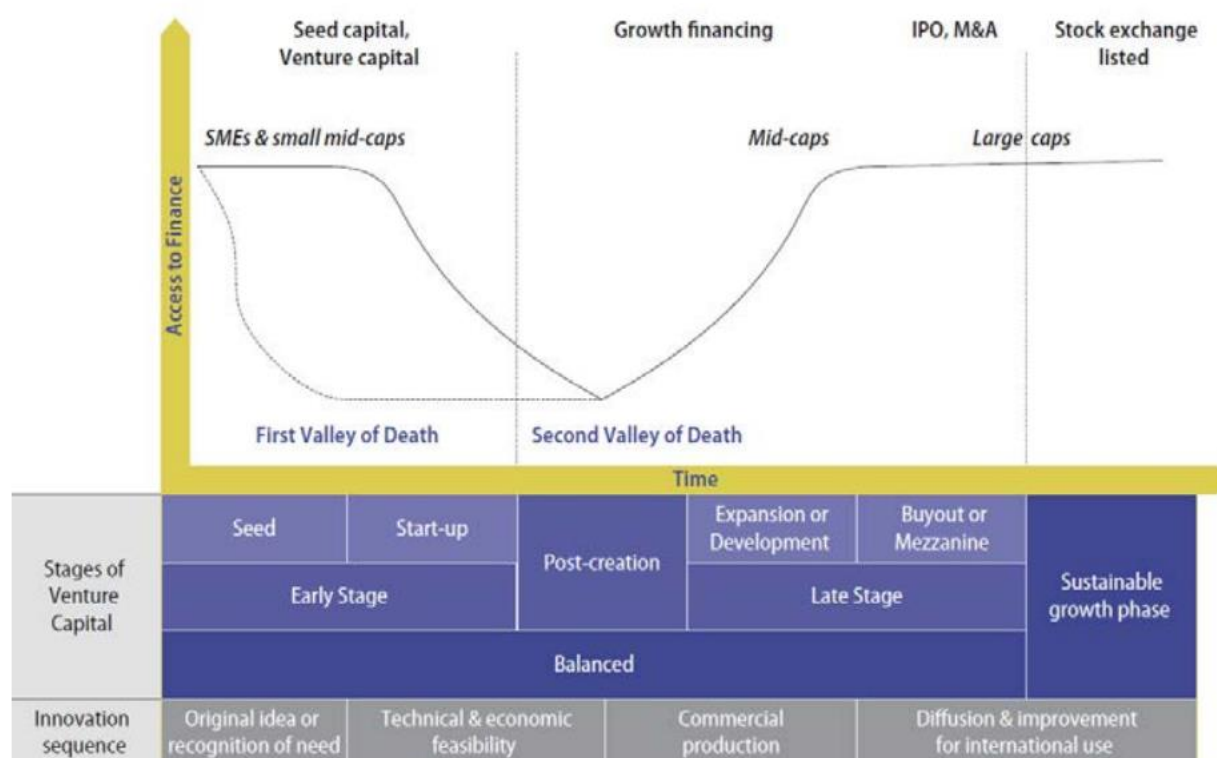 Seed capital,
Venture capital
Growth financing
IPO, M&A
Stock exchange
listed
SMEs & small mid-caps
Mid-caps
Large caps
Access to Finance
First Valley of Death
Second Valley of Death
Time
Stages of
Venture
Capital
Seed
Start-up
Post-creation
Expansion or
Development
Buyout or
Mezzanine
Early Stage
Late Stage
Sustainable
growth phase
Balanced
Innovation
sequence
Original idea or
recognition of need
Technical & economic
feasibility
Commercial
production
Diffusion & improvement
for international use